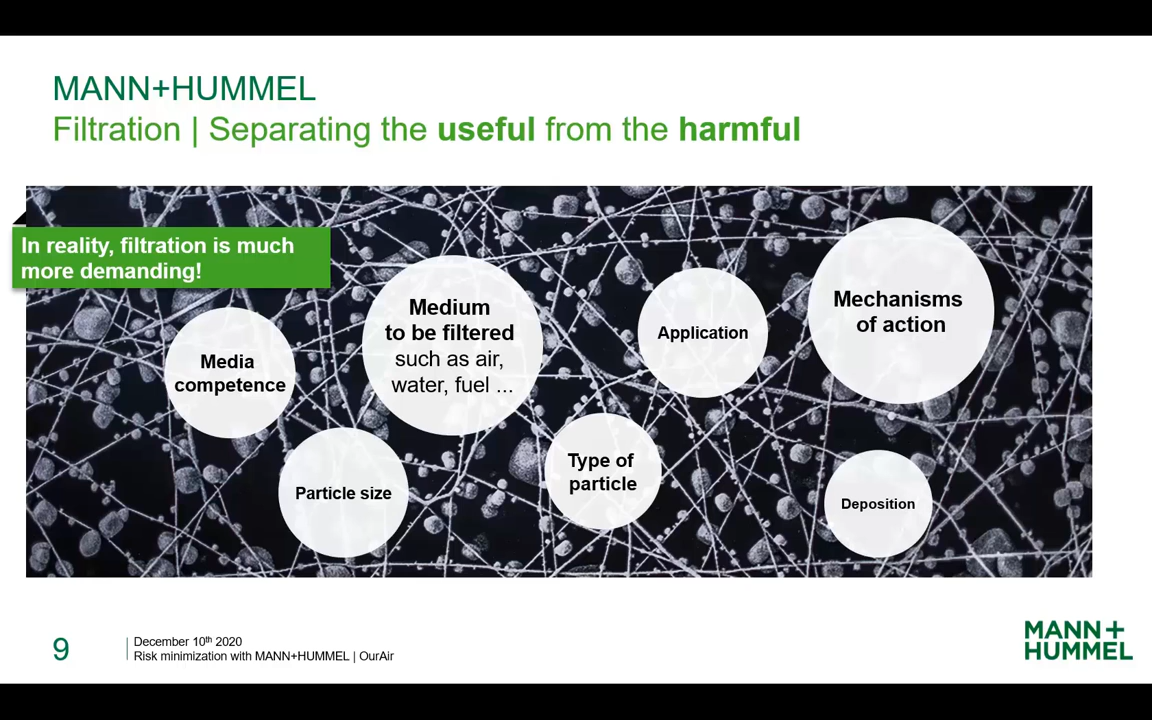 MANN+HUMMEL
Filtration | Separating the useful from the harmful
In reality, filtration is much
more demanding!
Media
competence
Medium
to be filtered
such as air,
water, fuel ...
Application
Mechanisms
of action
Particle size
Type of
particle
Deposition
9
December 10th 2020
Risk minimization with MANN+HUMMEL | OurAir
MANN+
HUMMEL